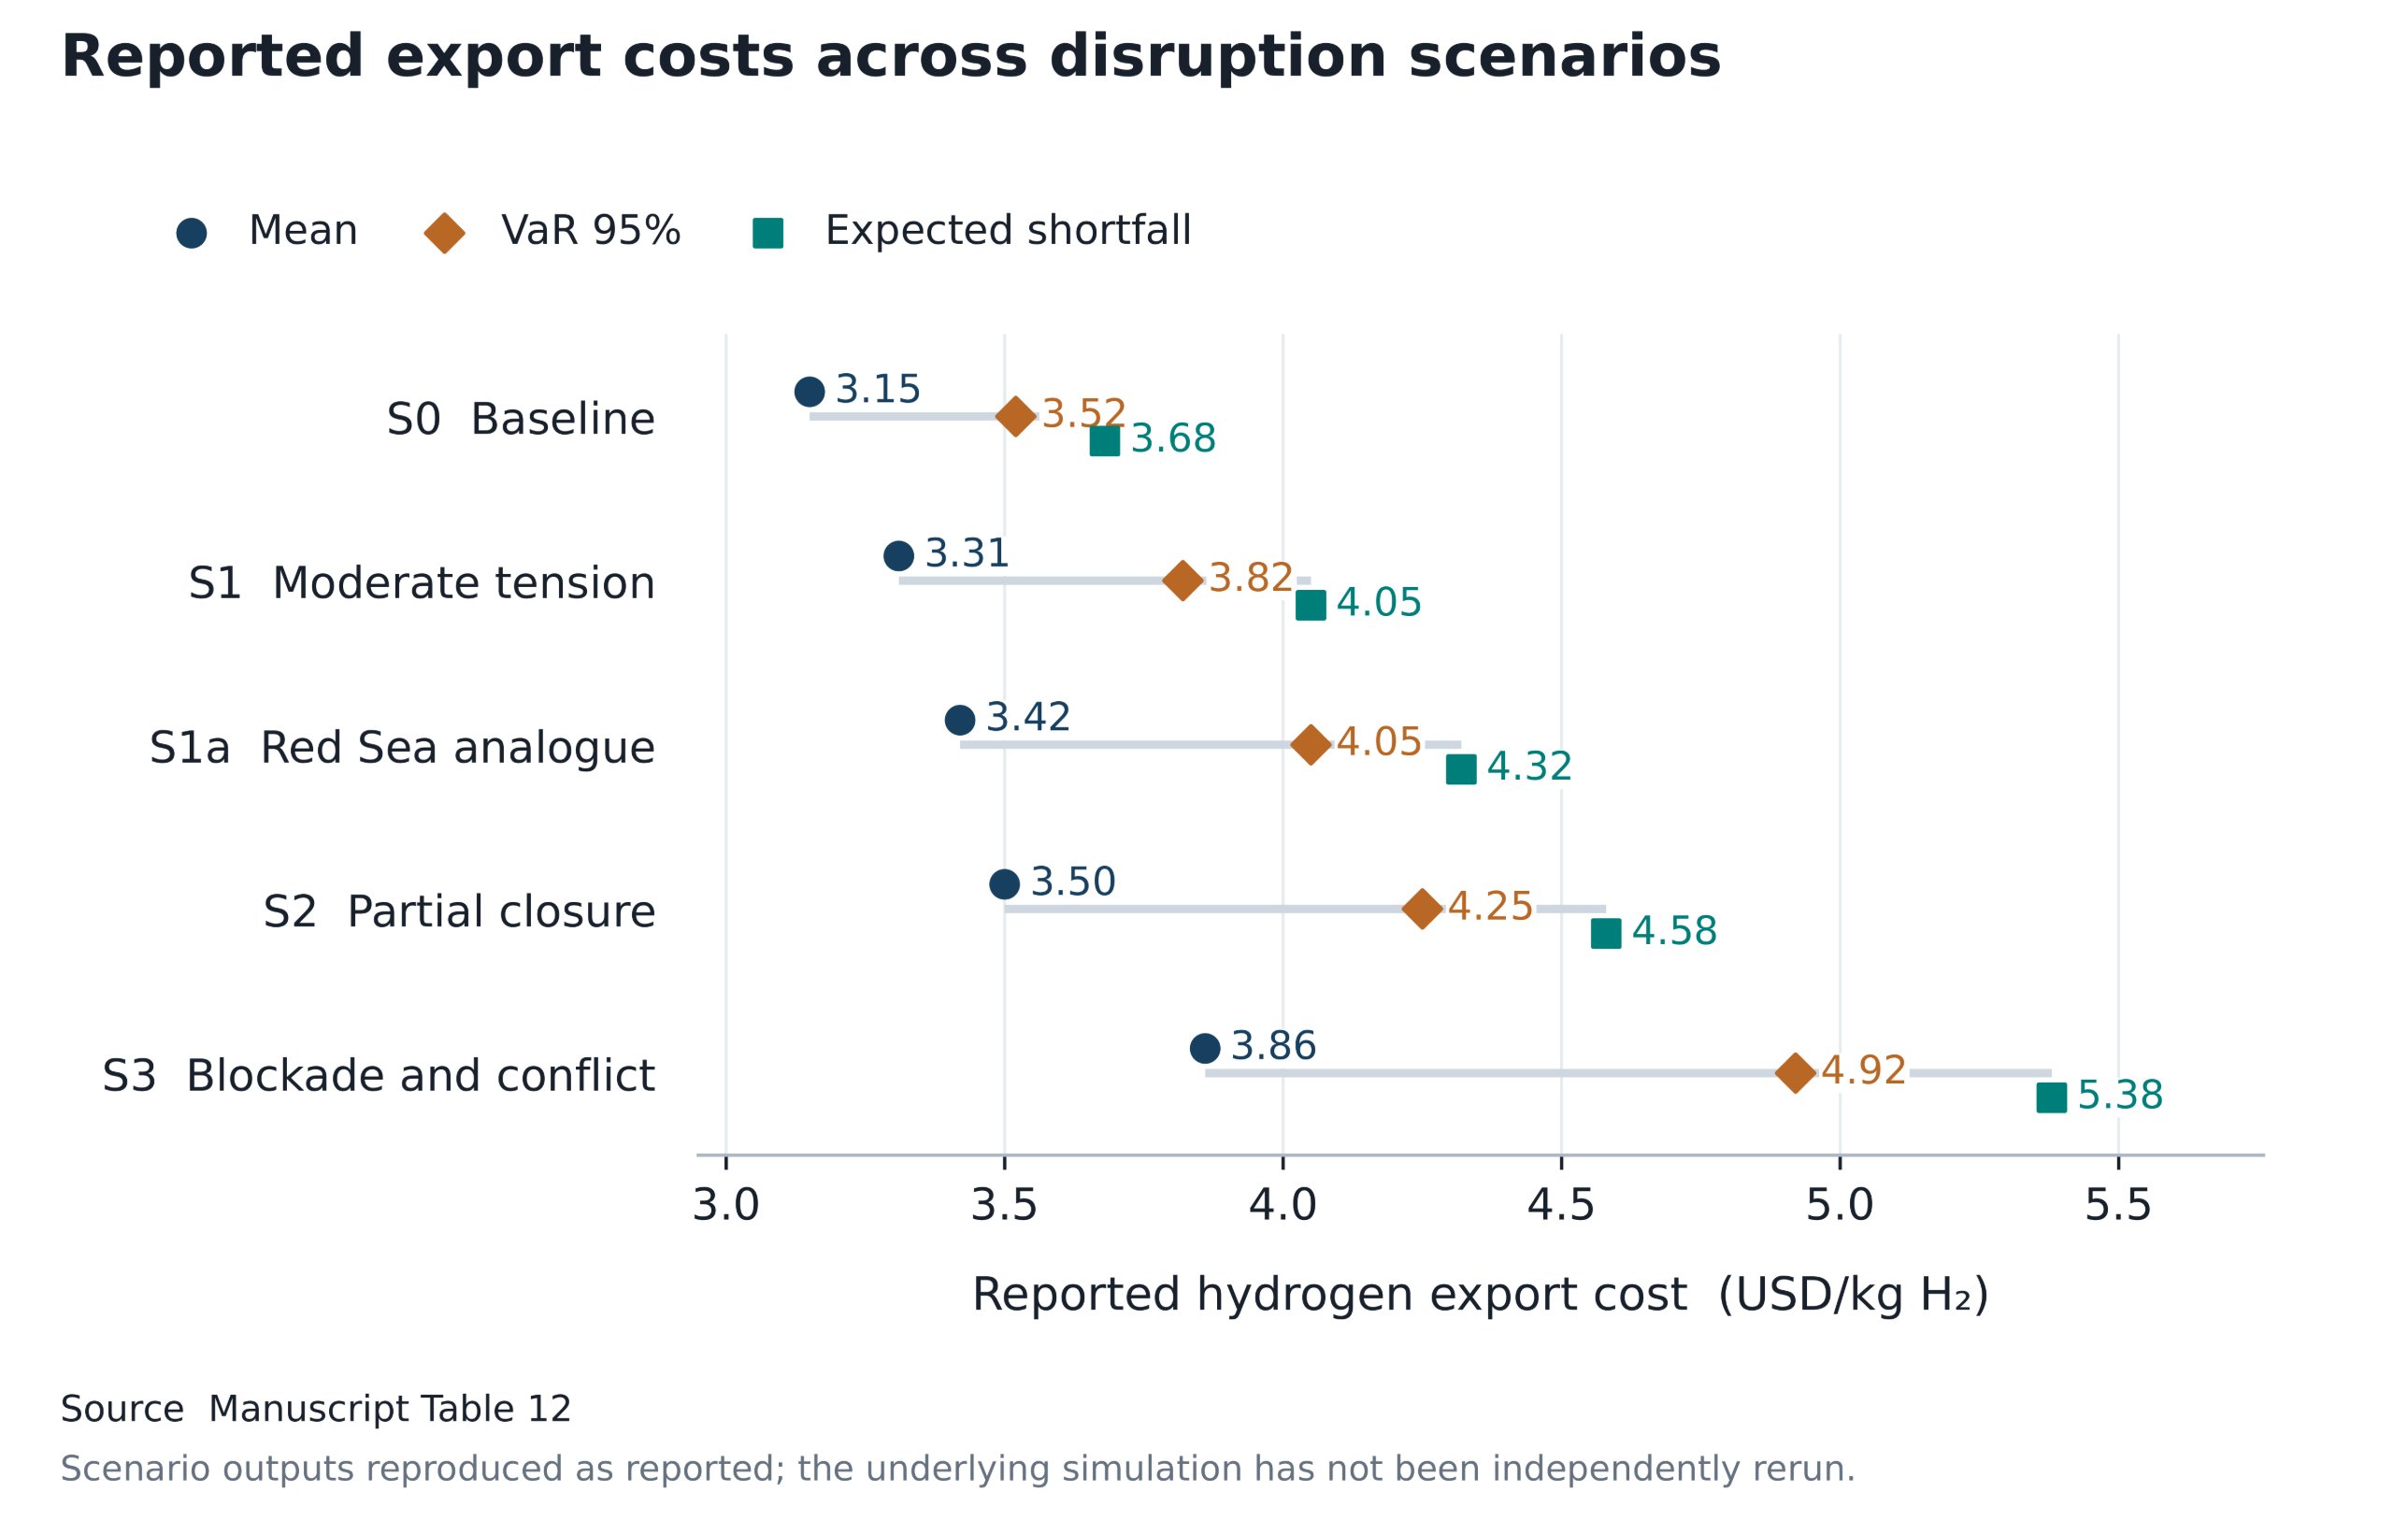 Reported export costs across disruption scenarios
Mean VaR 95% Expected shortfall
S0 Baseline 3.15 3.52 3.68
S1 Moderate tension 3.31 3.82 4.05
S1a Red Sea analogue 3.42 4.05 4.32
S2 Partial closure 3.50 4.25 4.58
S3 Blockade and conflict 3.86 4.92 5.38
3.0 3.5 4.0 4.5 5.0 5.5
Reported hydrogen export cost (USD/kg H₂)
Source Manuscript Table 12
Scenario outputs reproduced as reported; the underlying simulation has not been independently rerun.